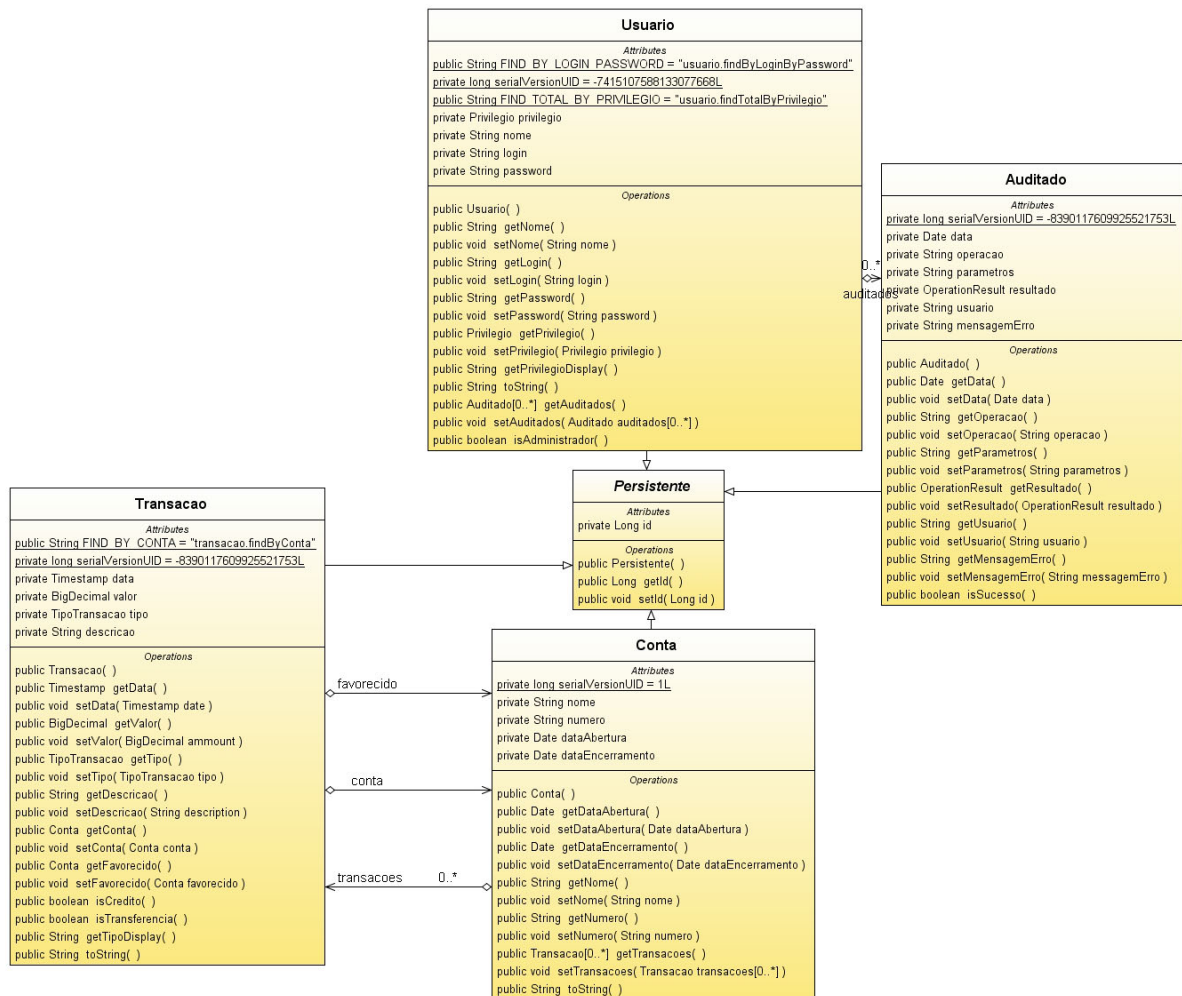 Usuario
Attributes
public String FIND_BY_LOGIN_PASSWORD = "usuario.findByLoginByPassword"
private long serialVersionUID = -7415107588133077668L
public String FIND_TOTAL_BY_PRIVILEGIO = "usuario.findTotalByPrivilegio"
private Privilegio privilegio
private String nome
private String login
private String password
Operations
public Usuario( )
public String getNome( )
public void setNome( String nome )
public String getLogin( )
public void setLogin( String login )
public String getPassword( )
public void setPassword( String password )
public Privilegio getPrivilegio( )
public void setPrivilegio( Privilegio privilegio )
public String getPrivilegioDisplay( )
public String toString( )
public Auditado[0..*] getAuditados( )
public void setAuditados( Auditado auditados[0..*] )
public boolean isAdministrador( )
0..*
auditados
Auditado
Attributes
private long serialVersionUID = -8390117609925521753L
private Date data
private String operacao
private String parametros
private OperationResult resultado
private String usuario
private String mensagemErro
Operations
public Auditado( )
public Date getData( )
public void setData( Date data )
public String getOperacao( )
public void setOperacao( String operacao )
public String getParametros( )
public void setParametros( String parametros )
public OperationResult getResultado( )
public void setResultado( OperationResult resultado )
public String getUsuario( )
public void setUsuario( String usuario )
public String getMensagemErro( )
public void setMensagemErro( String messagemErro )
public boolean isSucesso( )
Persistente
Attributes
private Long id
Operations
public Persistente( )
public Long getId( )
public void setId( Long id )
Transacao
Attributes
public String FIND_BY_CONTA = "transacao.findByConta"
private long serialVersionUID = -8390117609925521753L
private Timestamp data
private BigDecimal valor
private TipoTransacao tipo
private String descricao
Operations
public Transacao( )
public Timestamp getData( )
public void setData( Timestamp date )
public BigDecimal getValor( )
public void setValor( BigDecimal ammount )
public TipoTransacao getTipo( )
public void setTipo( TipoTransacao tipo )
public String getDescricao( )
public void setDescricao( String description )
public Conta getConta( )
public void setConta( Conta conta )
public Conta getFavorecido( )
public void setFavorecido( Conta favorecido )
public boolean isCredito( )
public boolean isTransferencia( )
public String getTipoDisplay( )
public String toString( )
favorecido
conta
transacoes 0..*
Conta
Attributes
private long serialVersionUID = 1L
private String nome
private String numero
private Date dataAbertura
private Date dataEncerramento
Operations
public Conta( )
public Date getDataAbertura( )
public void setDataAbertura( Date dataAbertura )
public Date getDataEncerramento( )
public void setDataEncerramento( Date dataEncerramento )
public String getNome( )
public void setNome( String nome )
public String getNumero( )
public void setNumero( String numero )
public Transacao[0..*] getTransacoes( )
public void setTransacoes( Transacao transacoes[0..*] )
public String toString( )